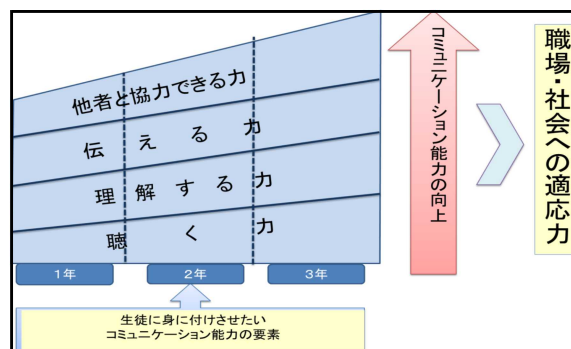 他者と協力できる力
伝える力
理解する力
聴く力
1年
2年
3年
生徒に身に付けさせたい
コミュニケーション能力の要素
コミュニケーション能力の向上
職場・社会への適応力